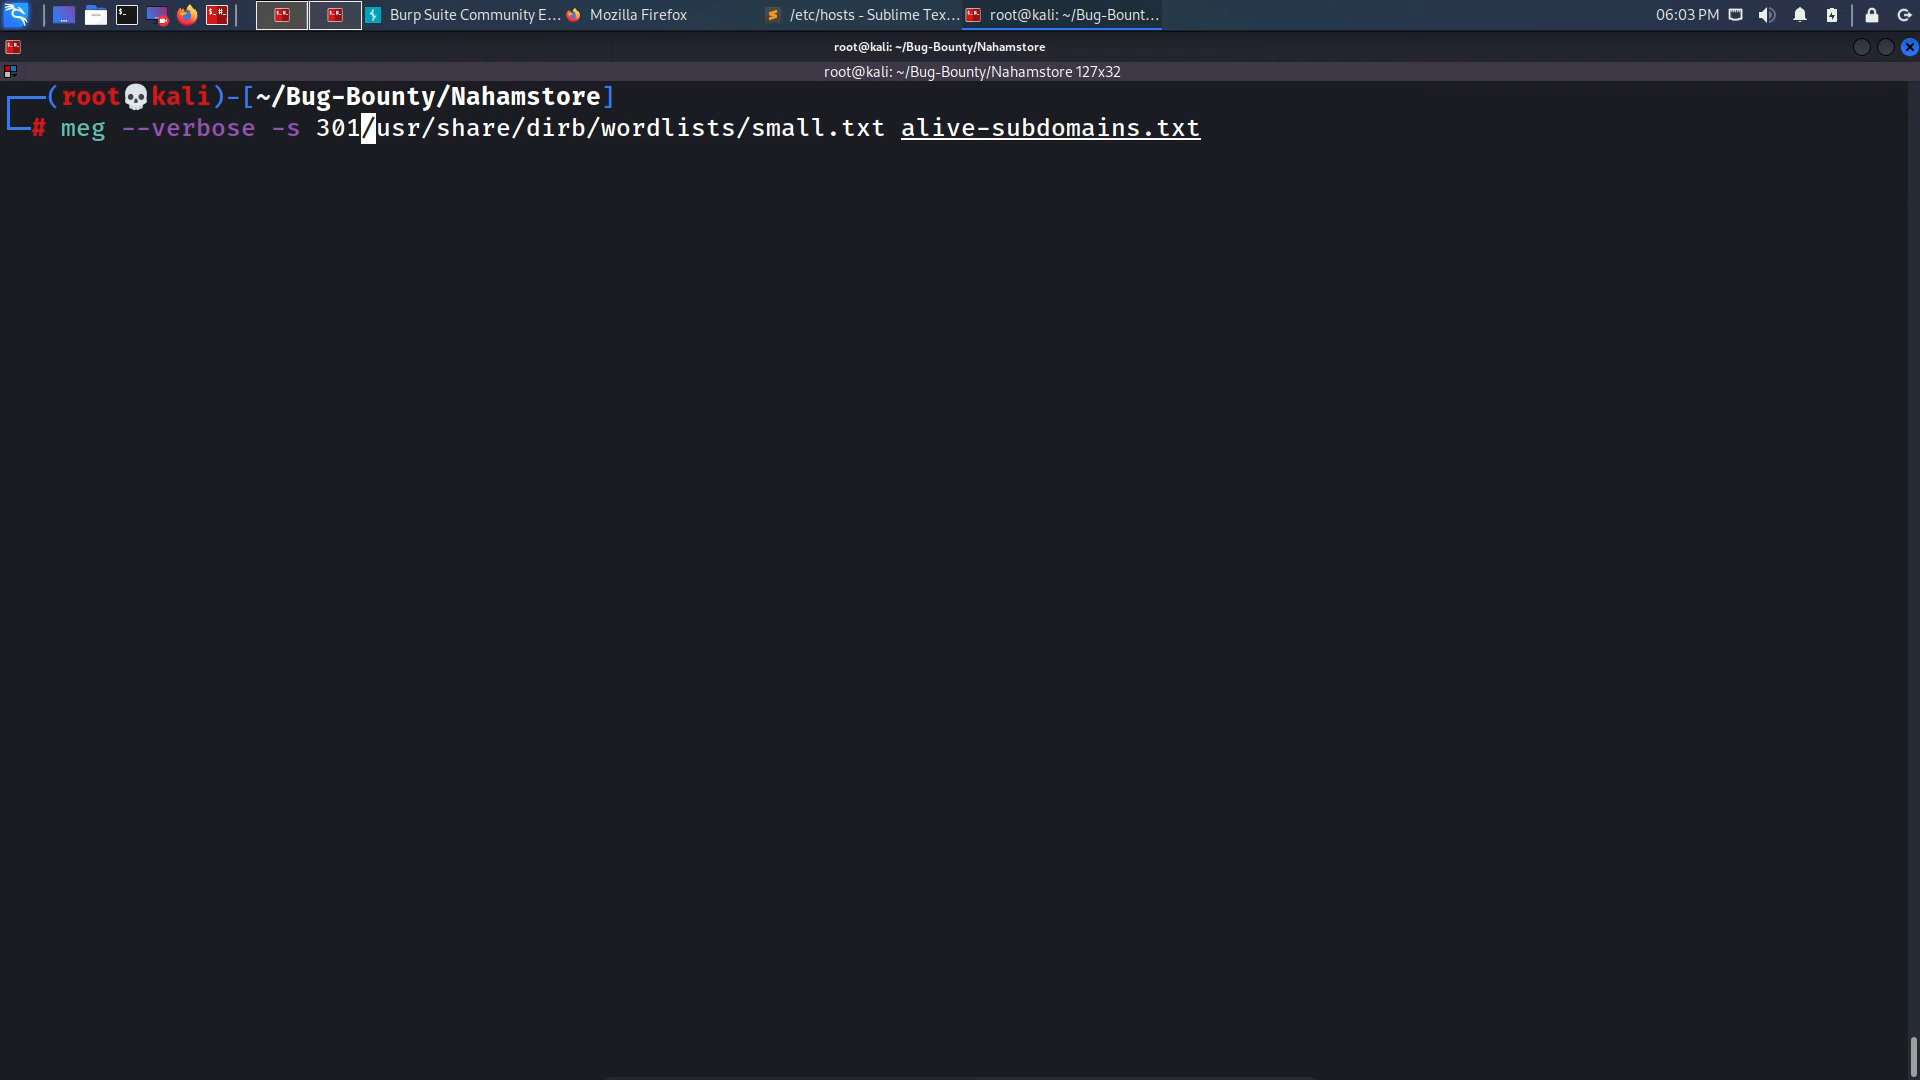 Burp Suite Community E... Mozilla Firefox /etc/hosts - Sublime Tex... root@kali: ~/Bug-Bount... 06:03 PM
root@kali: ~/Bug-Bounty/Nahamstore
root@kali: ~/Bug-Bounty/Nahamstore 127x32
(root💀kali)-[~/Bug-Bounty/Nahamstore]
# meg --verbose -s 301/usr/share/dirb/wordlists/small.txt alive-subdomains.txt